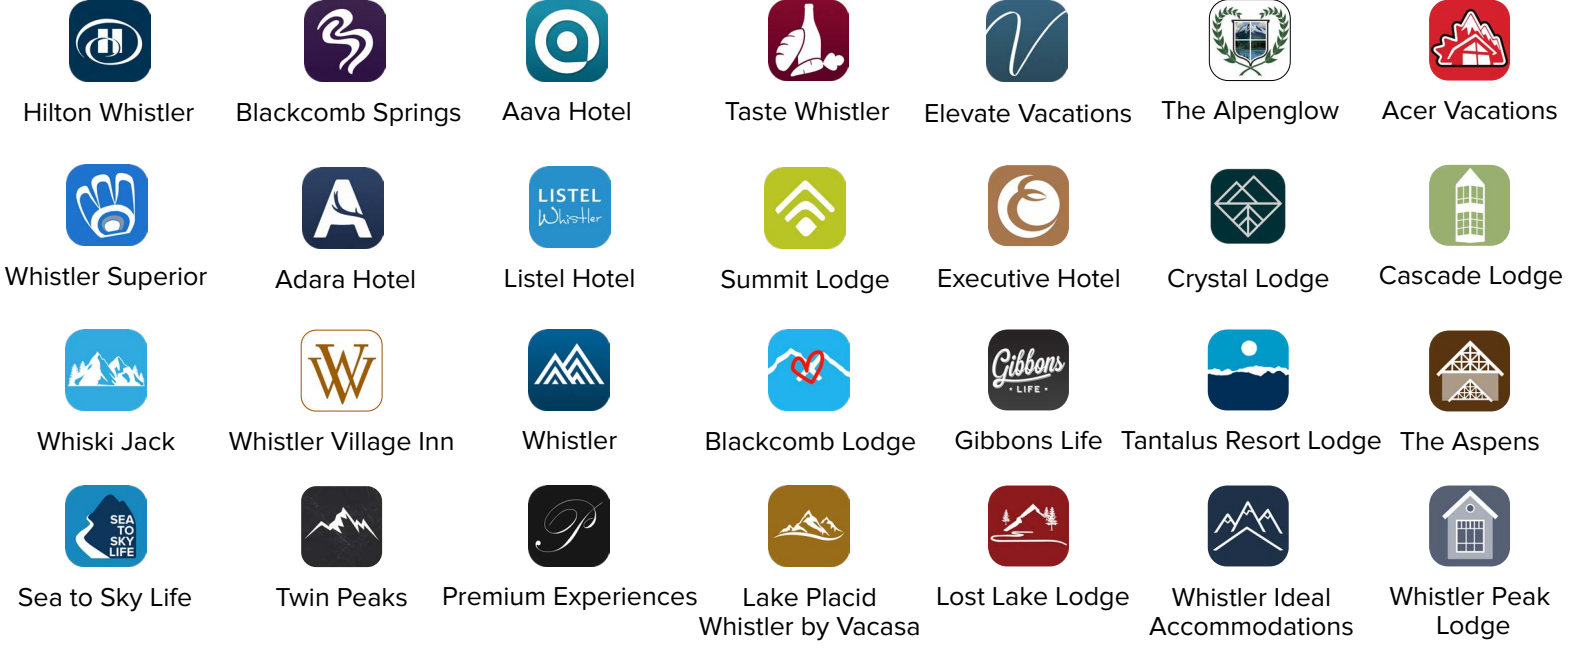 Hilton Whistler
Blackcomb Springs
Aava Hotel
Taste Whistler
Elevate Vacations
The Alpenglow
Acer Vacations
LISTEL
Whistler
Whistler Superior
Adara Hotel
Listel Hotel
Summit Lodge
Executive Hotel
Crystal Lodge
Cascade Lodge
Gibbons
• LIFE •
Whiski Jack
Whistler Village Inn
Whistler
Blackcomb Lodge
Gibbons Life
Tantalus Resort Lodge
The Aspens
SEA
TO
SKY
LIFE
Sea to Sky Life
Twin Peaks
Premium Experiences
Lake Placid
Whistler by Vacasa
Lost Lake Lodge
Whistler Ideal
Accommodations
Whistler Peak
Lodge